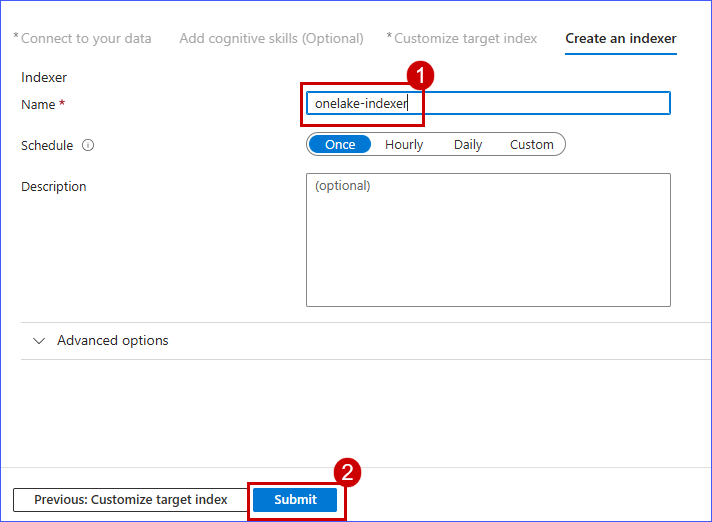 * Connect to your data Add cognitive skills (Optional) * Customize target index Create an indexer
Indexer
1
Name * onelake-indexer
Schedule Once Hourly Daily Custom
Description (optional)
Advanced options
2
Previous: Customize target index Submit